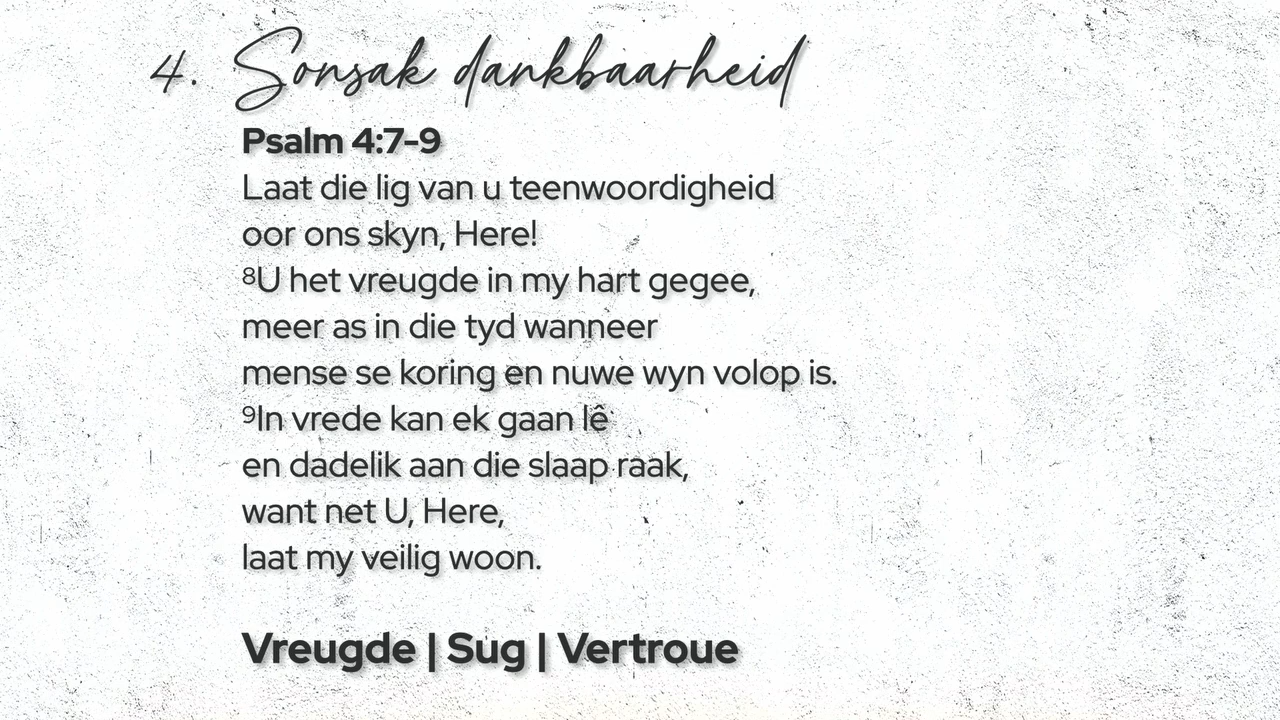 4. Sonsak dankbaarheid
Psalm 4:7-9
Laat die lig van u teenwoordigheid
oor ons skyn, Here!
⁸U het vreugde in my hart gegee,
meer as in die tyd wanneer
mense se koring en nuwe wyn volop is.
⁹In vrede kan ek gaan lê
en dadelik aan die slaap raak,
want net U, Here,
laat my veilig woon.
Vreugde | Sug | Vertroue